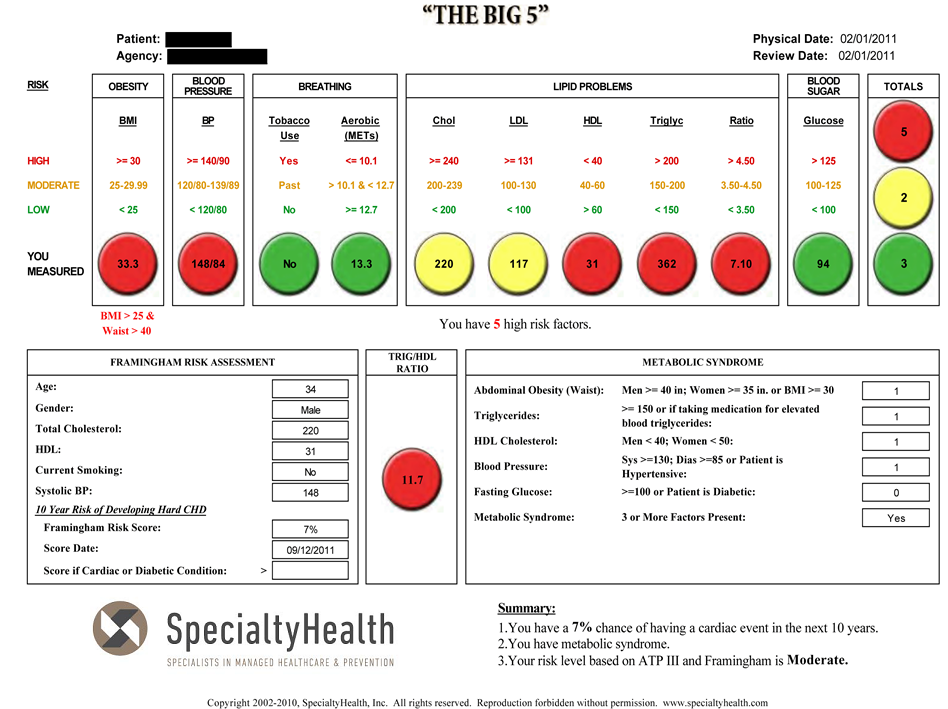 “THE BIG 5”
Patient:
Agency:
Physical Date: 02/01/2011
Review Date: 02/01/2011
RISK OBESITY BLOOD PRESSURE BREATHING LIPID PROBLEMS BLOOD SUGAR TOTALS
BMI BP Tobacco Use Aerobic (METs) Chol LDL HDL Triglyc Ratio Glucose
HIGH >= 30 >= 140/90 Yes <= 10.1 >= 240 >= 131 < 40 > 200 > 4.50 > 125 5
MODERATE 25-29.99 120/80-139/89 Past > 10.1 & < 12.7 200-239 100-130 40-60 150-200 3.50-4.50 100-125 2
LOW < 25 < 120/80 No >= 12.7 < 200 < 100 > 60 < 150 < 3.50 < 100
YOU MEASURED 33.3 148/84 No 13.3 220 117 31 362 7.10 94 3
BMI > 25 &
Waist > 40
You have 5 high risk factors.
FRAMINGHAM RISK ASSESSMENT
Age: 34
Gender: Male
Total Cholesterol: 220
HDL: 31
Current Smoking: No
Systolic BP: 148
10 Year Risk of Developing Hard CHD
Framingham Risk Score: 7%
Score Date: 09/12/2011
Score if Cardiac or Diabetic Condition: >
TRIG/HDL
RATIO
11.7
METABOLIC SYNDROME
Abdominal Obesity (Waist): Men >= 40 in; Women >= 35 in. or BMI >= 30 1
Triglycerides: >= 150 or if taking medication for elevated blood triglycerides: 1
HDL Cholesterol: Men < 40; Women < 50: 1
Blood Pressure: Sys >=130; Dias >=85 or Patient is Hypertensive: 1
Fasting Glucose: >=100 or Patient is Diabetic: 0
Metabolic Syndrome: 3 or More Factors Present: Yes
SpecialtyHealth
SPECIALISTS IN MANAGED HEALTHCARE & PREVENTION
Summary:
1.You have a 7% chance of having a cardiac event in the next 10 years.
2.You have metabolic syndrome.
3.Your risk level based on ATP III and Framingham is Moderate.
Copyright 2002-2010, SpecialtyHealth, Inc. All rights reserved. Reproduction forbidden without permission. www.specialtyhealth.com